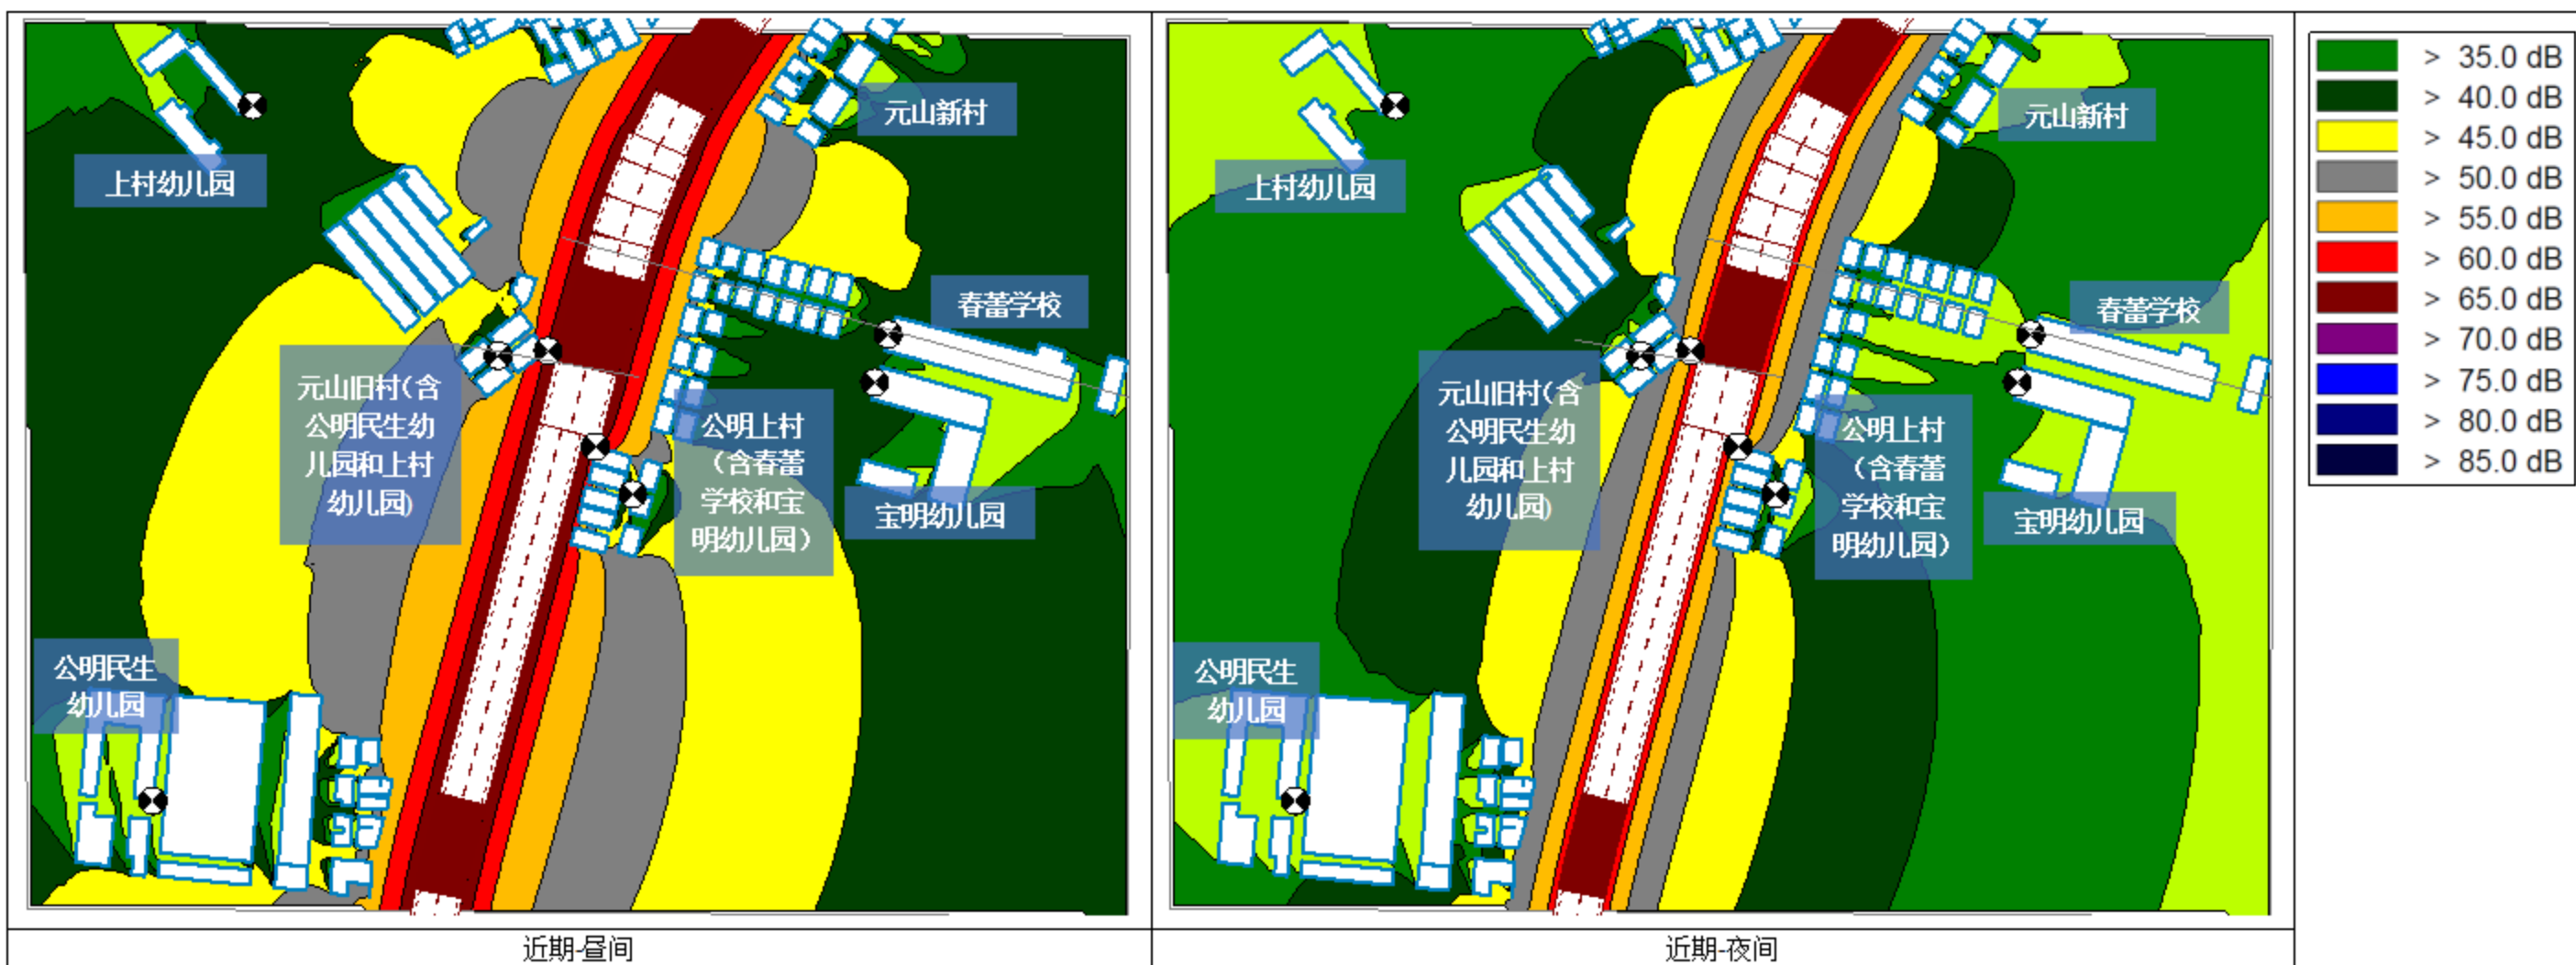 元山新村
上村幼儿园
春蕾学校
元山旧村(含
公明民生幼
儿园和上村
幼儿园)
公明上村
（含春蕾
学校和宝
明幼儿园）
宝明幼儿园
公明民生
幼儿园
近期-昼间
元山新村
上村幼儿园
春蕾学校
元山旧村(含
公明民生幼
儿园和上村
幼儿园)
公明上村
（含春蕾
学校和宝
明幼儿园）
宝明幼儿园
公明民生
幼儿园
近期-夜间
> 35.0 dB
> 40.0 dB
> 45.0 dB
> 50.0 dB
> 55.0 dB
> 60.0 dB
> 65.0 dB
> 70.0 dB
> 75.0 dB
> 80.0 dB
> 85.0 dB